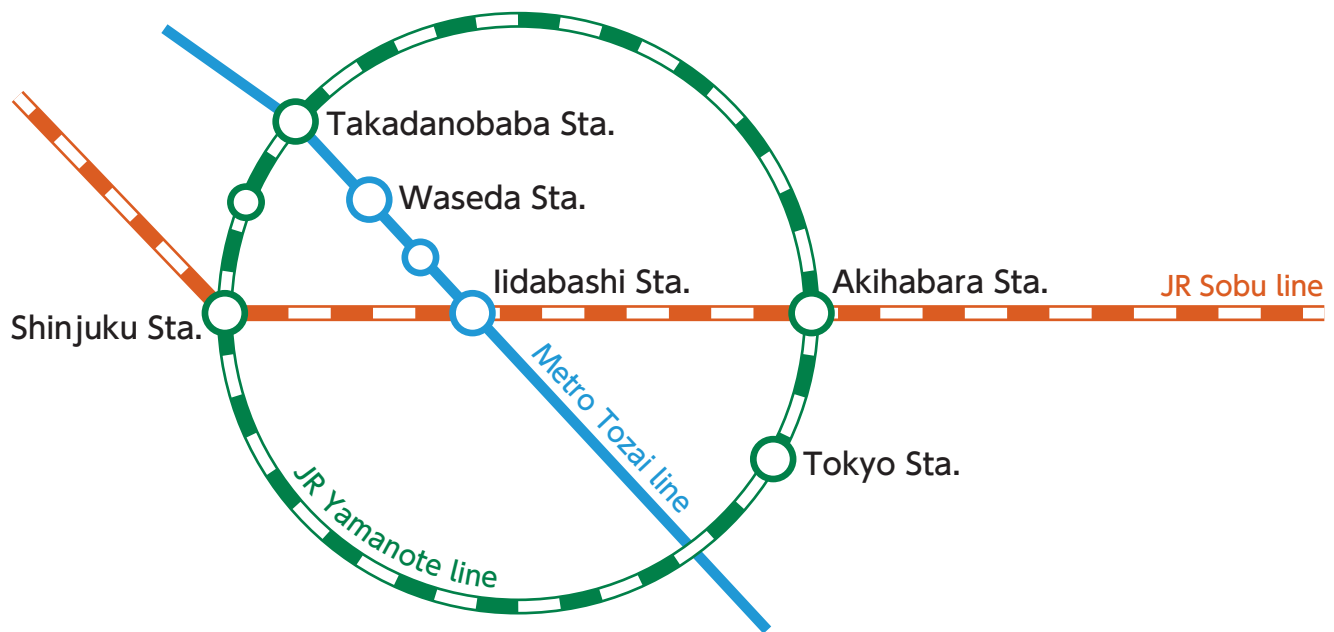 Takadanobaba Sta.
Waseda Sta.
Iidabashi Sta.
Akihabara Sta.
JR Sobu line
Shinjuku Sta.
Metro Tozai line
Tokyo Sta.
JR Yamanote line